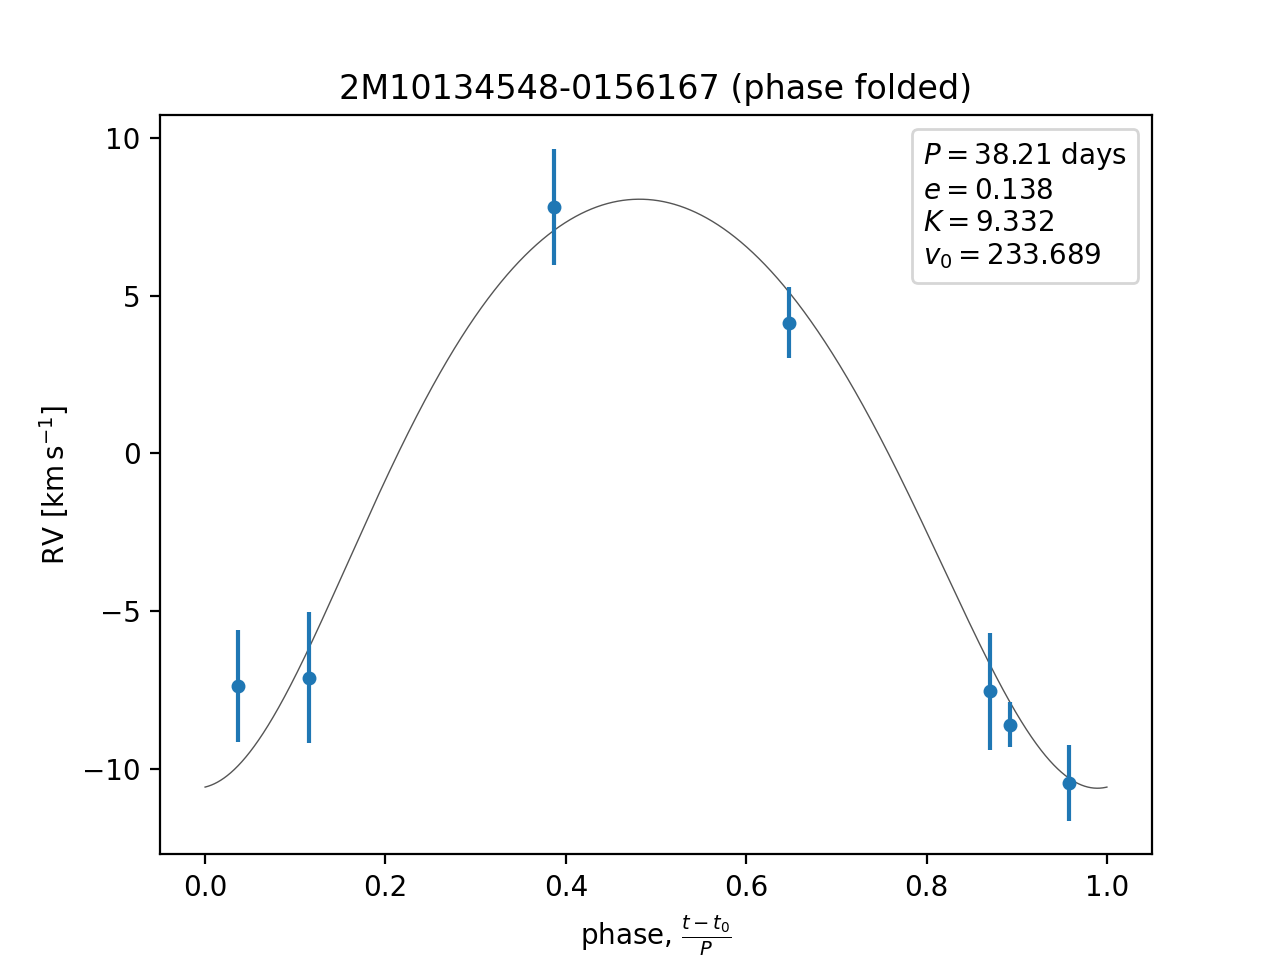 2M10134548-0156167 (phase folded)
P = 38.21 days
e = 0.138
K = 9.332
v₀ = 233.689
RV [km s⁻¹]
10
5
0
−5
−10
0.0 0.2 0.4 0.6 0.8 1.0
phase, (t − t₀)/P